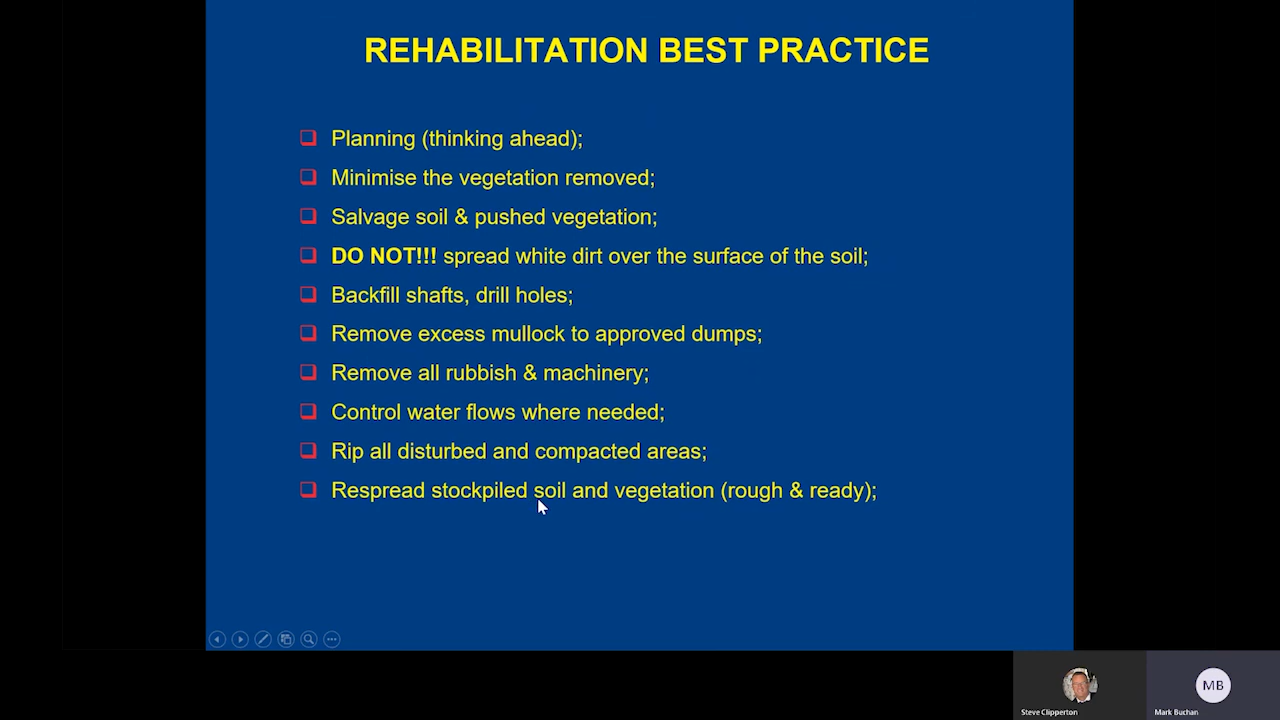 REHABILITATION BEST PRACTICE
Planning (thinking ahead);
Minimise the vegetation removed;
Salvage soil & pushed vegetation;
DO NOT!!! spread white dirt over the surface of the soil;
Backfill shafts, drill holes;
Remove excess mullock to approved dumps;
Remove all rubbish & machinery;
Control water flows where needed;
Rip all disturbed and compacted areas;
Respread stockpiled soil and vegetation (rough & ready);
MB
Steve Clipperton
Mark Buchan